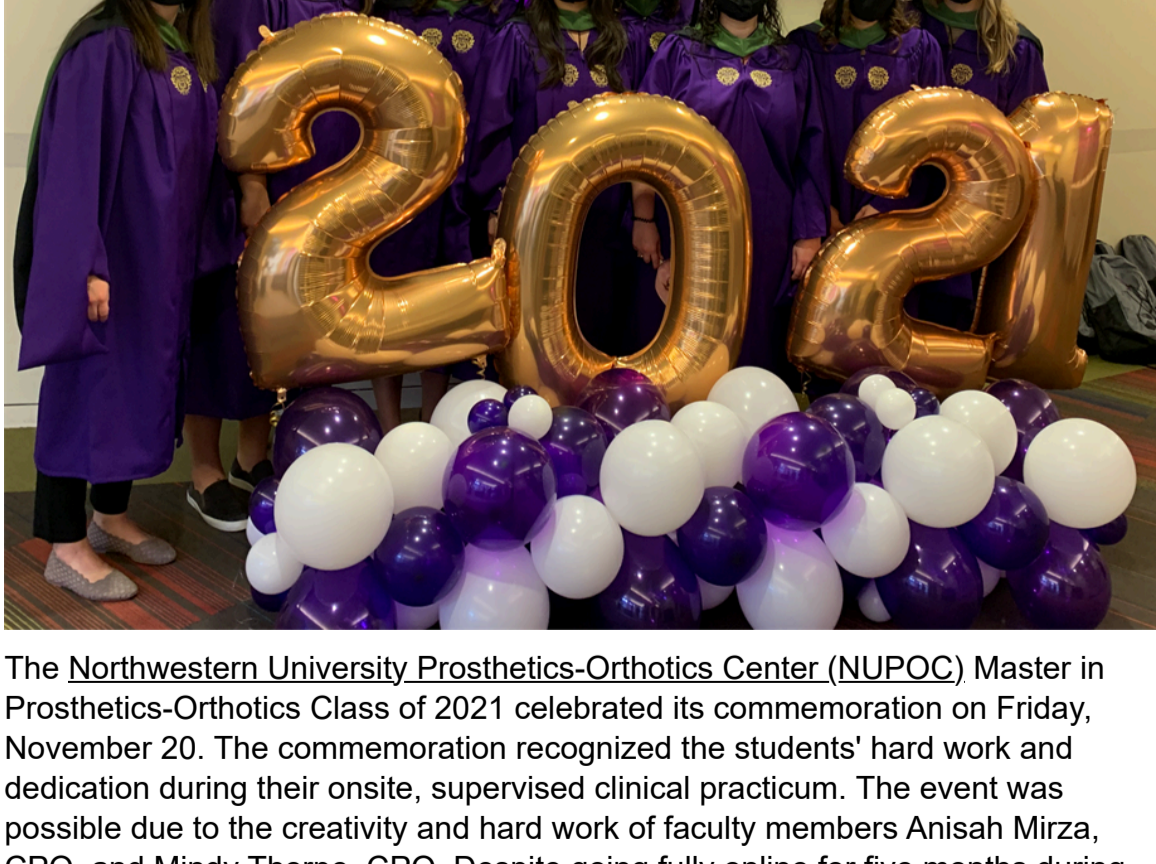 2021
The Northwestern University Prosthetics-Orthotics Center (NUPOC) Master in
Prosthetics-Orthotics Class of 2021 celebrated its commemoration on Friday,
November 20. The commemoration recognized the students' hard work and
dedication during their onsite, supervised clinical practicum. The event was
possible due to the creativity and hard work of faculty members Anisah Mirza,
CPO, and Mindy Thorpe, CPO. Despite going fully online for five months during